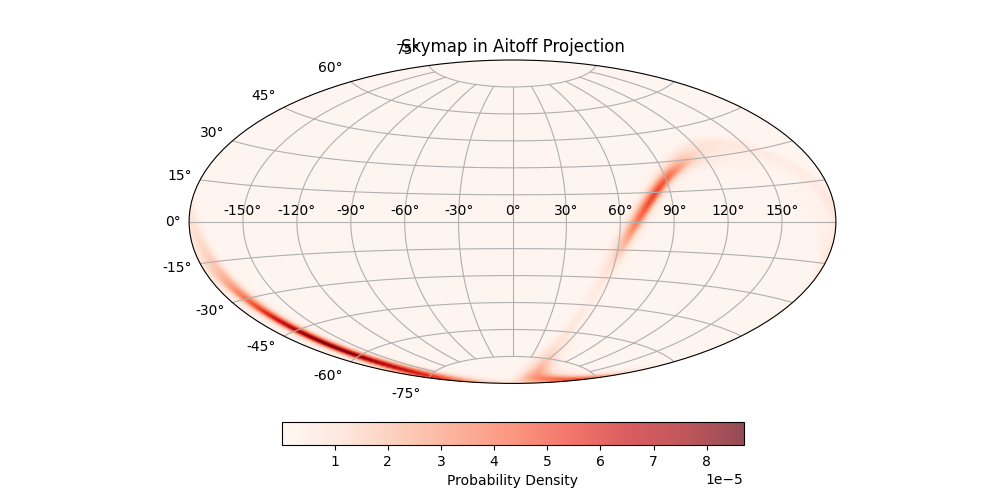 Skymap in Aitoff Projection
75°
60°
45°
30°
15°
-150° -120° -90° -60° -30° 0° 30° 60° 90° 120° 150°
0°
-15°
-30°
-45°
-60°
-75°
1 2 3 4 5 6 7 8
1e−5
Probability Density